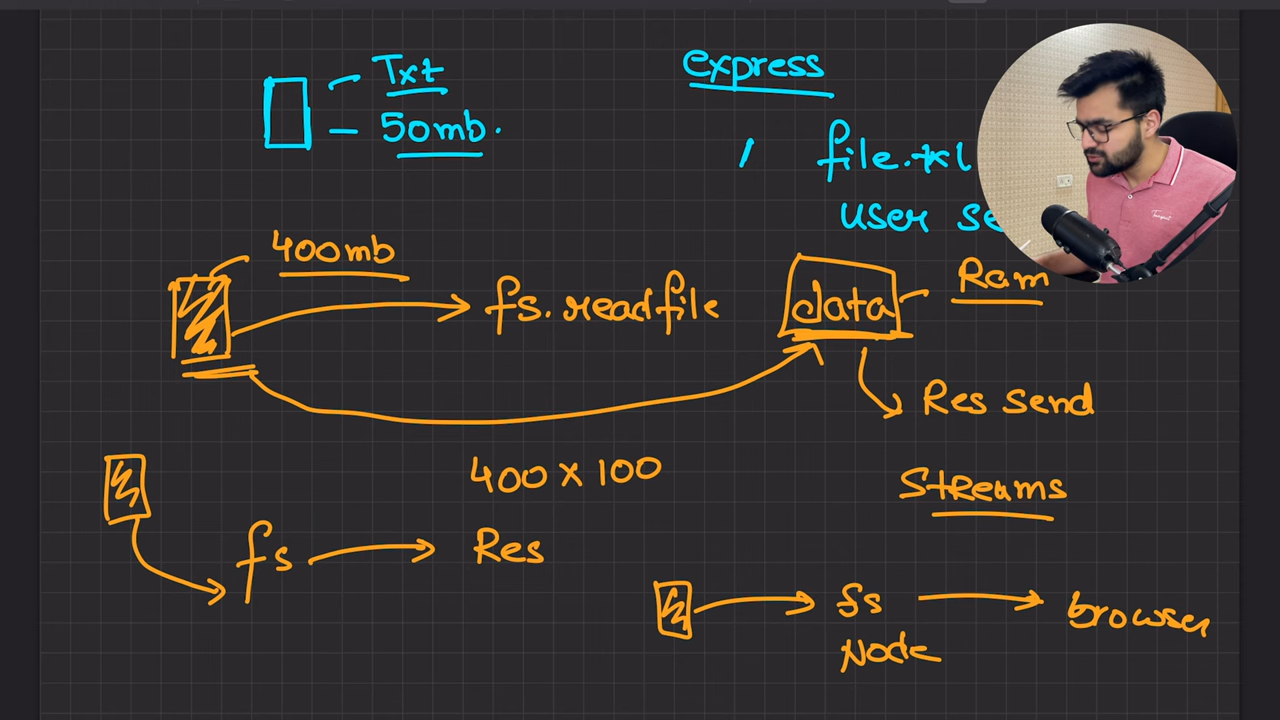 Txt
50mb.
express
/ file.txt
user se
400mb
fs.readfile
data
Ram
Res send
400 x 100
Streams
fs
Res
fs
Node
browser